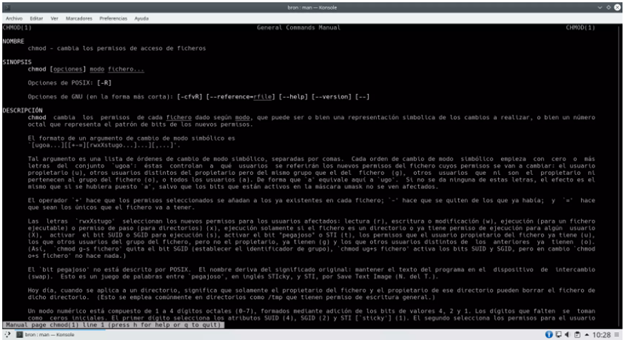 bron : man — Konsole
Archivo Editar Ver Marcadores Preferencias Ayuda
CHMOD(1) General Commands Manual CHMOD(1)
NOMBRE
chmod - cambia los permisos de acceso de ficheros
SINOPSIS
chmod [opciones] modo fichero...
Opciones de POSIX: [-R]
Opciones de GNU (en la forma más corta): [-cfvR] [--reference=rfile] [--help] [--version] [--]
DESCRIPCIÓN
chmod cambia los permisos de cada fichero dado según modo, que puede ser o bien una representación simbólica de los cambios a realizar, o bien un número
octal que representa el patrón de bits de los nuevos permisos.
El formato de un argumento de cambio de modo simbólico es
`[ugoa...][[+-=][rwxXstugo...]...][,...]'.
Tal argumento es una lista de órdenes de cambio de modo simbólico, separadas por comas. Cada orden de cambio de modo simbólico empieza con cero o más
letras del conjunto `ugoa'; éstas controlan a qué usuarios se referirán los nuevos permisos del fichero cuyos permisos se van a cambiar: el usuario
propietario (u), otros usuarios distintos del propietario pero del mismo grupo que el del fichero (g), otros usuarios que ni son el propietario ni
pertenecen al grupo del fichero (o), o todos los usuarios (a). De forma que `a' equivale aquí a `ugo'. Si no se da ninguna de estas letras, el efecto es el
mismo que si se hubiera puesto `a', salvo que los bits que están activos en la máscara umask no se ven afectados.
El operador `+' hace que los permisos seleccionados se añadan a los ya existentes en cada fichero; `-' hace que se quiten de los que ya había; y `=' hace
que sean los únicos que el fichero va a tener.
Las letras `rwxXstugo' seleccionan los nuevos permisos para los usuarios afectados: lectura (r), escritura o modificación (w), ejecución (para un fichero
ejecutable) o permiso de paso (para directorios) (x), ejecución solamente si el fichero es un directorio o ya tiene permiso de ejecución para algún usuario
(X), activar el bit SUID o SGID para ejecución (s), activar el bit "pegajoso" o STI (t), los permisos que el usuario propietario del fichero ya tiene (u),
los que otros usuarios del grupo del fichero, pero no el propietario, ya tienen (g) y los que otros usuarios distintos de los anteriores ya tienen (o).
(Así, `chmod g-s fichero' quita el bit SGID (establecer el identificador de grupo), `chmod ug+s fichero' activa los bits SUID y SGID, pero en cambio `chmod
o+s fichero' no hace nada.)
El `bit pegajoso' no está descrito por POSIX. El nombre deriva del significado original: mantener el texto del programa en el dispositivo de intercambio
(swap). Esto es un juego de palabras entre `pegajoso', en inglés STIcky, y STI, por Save Text Image (N. del T.).
Hoy día, cuando se aplica a un directorio, significa que solamente el propietario del fichero y el propietario de ese directorio pueden borrar el fichero de
dicho directorio. (Esto se emplea comúnmente en directorios como /tmp que tienen permiso de escritura general.)
Un modo numérico está compuesto de 1 a 4 dígitos octales (0-7), formados mediante adición de los bits de valores 4, 2 y 1. Los dígitos que falten se toman
como ceros iniciales. El primer dígito selecciona los atributos SUID (4), SGID (2) y STI [`sticky'] (1). El segundo selecciona los permisos para el usuario
Manual page chmod(1) line 1 (press h for help or q to quit)
bron : man — Konsole
bron : man — Konsole 10:28